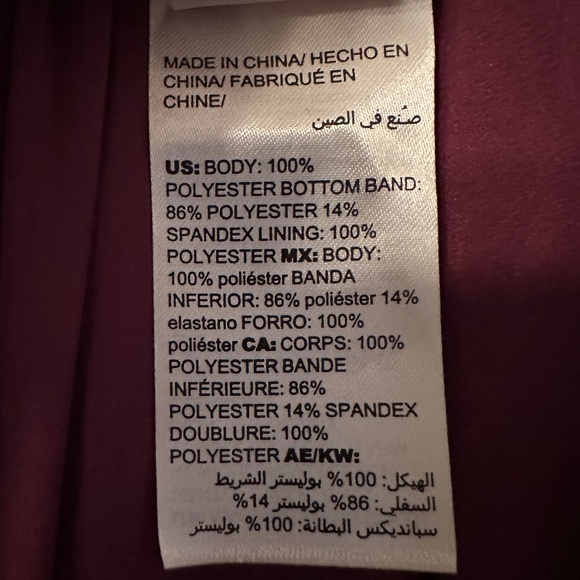 MADE IN CHINA/ HECHO EN
CHINA/ FABRIQUÉ EN
CHINE/
صُنع في الصين
US: BODY: 100%
POLYESTER BOTTOM BAND:
86% POLYESTER 14%
SPANDEX LINING: 100%
POLYESTER MX: BODY:
100% poliéster BANDA
INFERIOR: 86% poliéster 14%
elastano FORRO: 100%
poliéster CA: CORPS: 100%
POLYESTER BANDE
INFÉRIEURE: 86%
POLYESTER 14% SPANDEX
DOUBLURE: 100%
POLYESTER AE/KW:
الهيكل: 100% بوليستر الشريط
السفلي: 86% بوليستر 14%
سبانديكس البطانة: 100% بوليستر